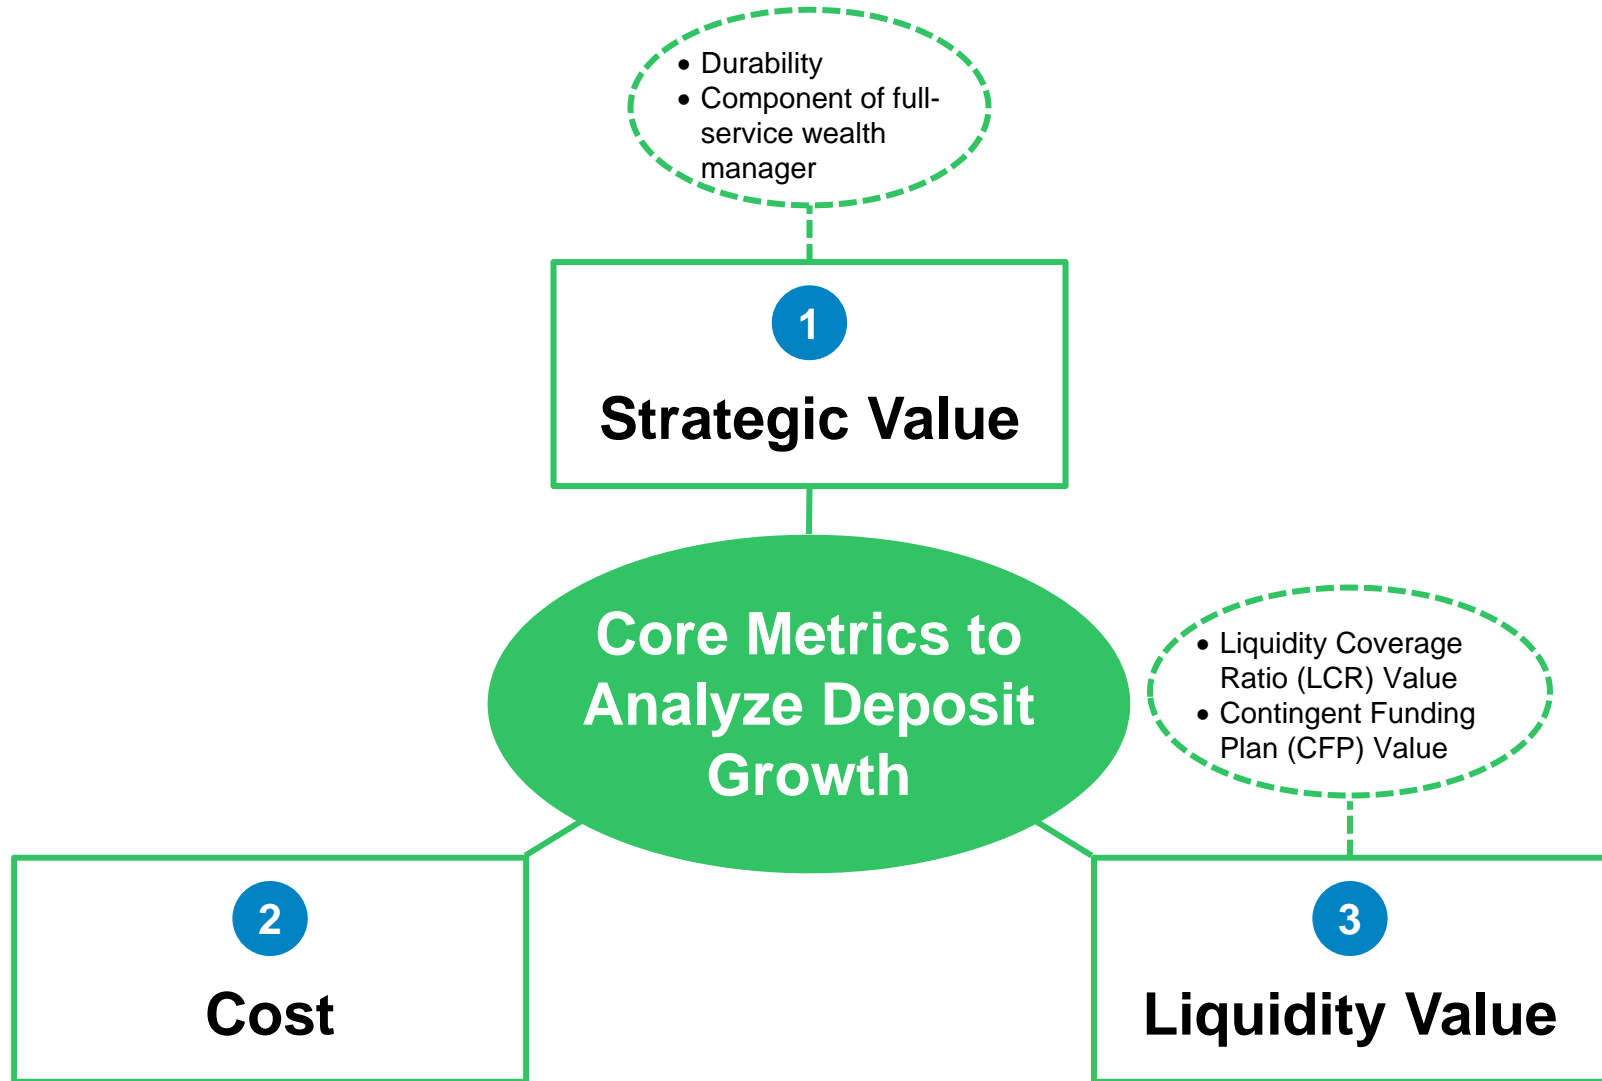 • Durability
• Component of full-
service wealth
manager
1
Strategic Value
Core Metrics to
Analyze Deposit
Growth
• Liquidity Coverage
Ratio (LCR) Value
• Contingent Funding
Plan (CFP) Value
2
Cost
3
Liquidity Value